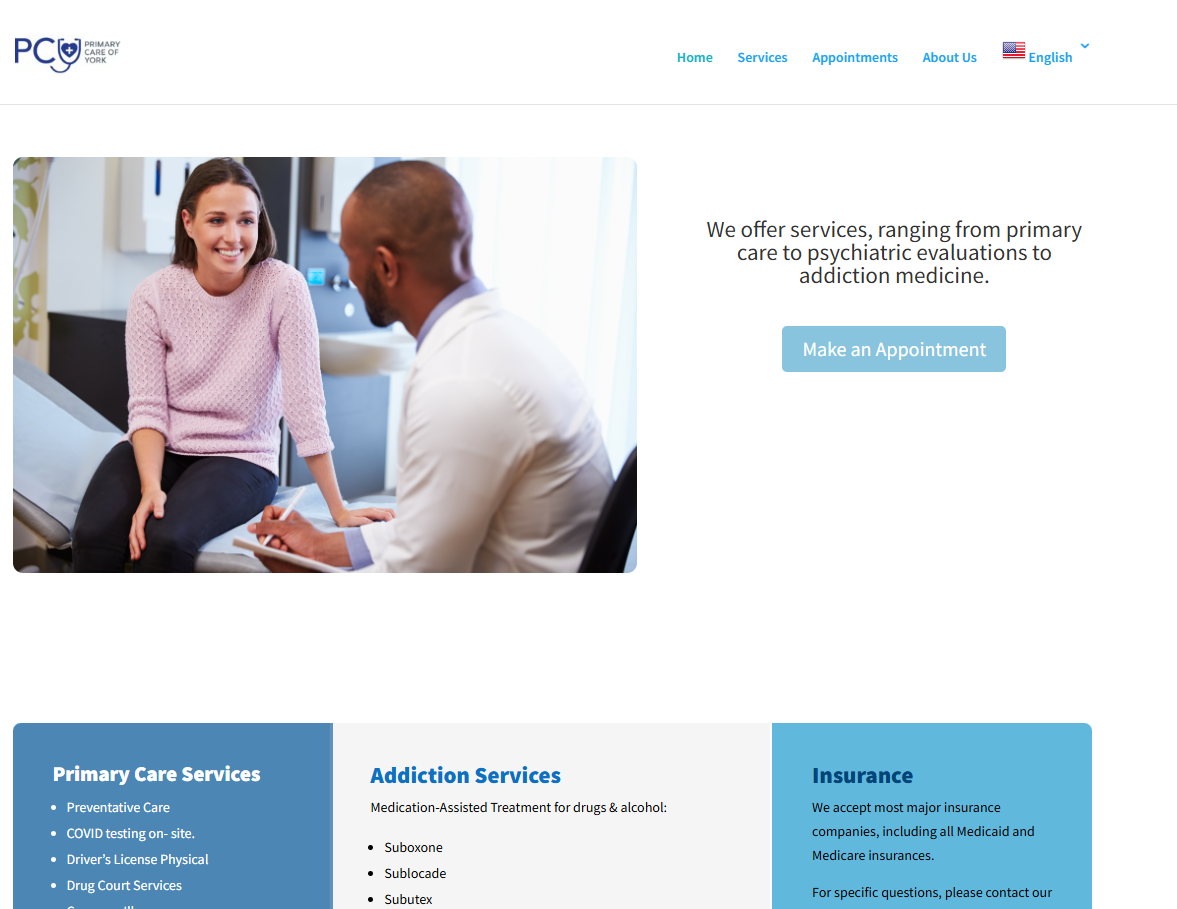 PCY PRIMARY
CARE OF
YORK
Home Services Appointments About Us English
We offer services, ranging from primary
care to psychiatric evaluations to
addiction medicine.
Make an Appointment
Primary Care Services
Preventative Care
COVID testing on- site.
Driver’s License Physical
Drug Court Services
Addiction Services
Medication-Assisted Treatment for drugs & alcohol:
Suboxone
Sublocade
Subutex
Insurance
We accept most major insurance
companies, including all Medicaid and
Medicare insurances.
For specific questions, please contact our